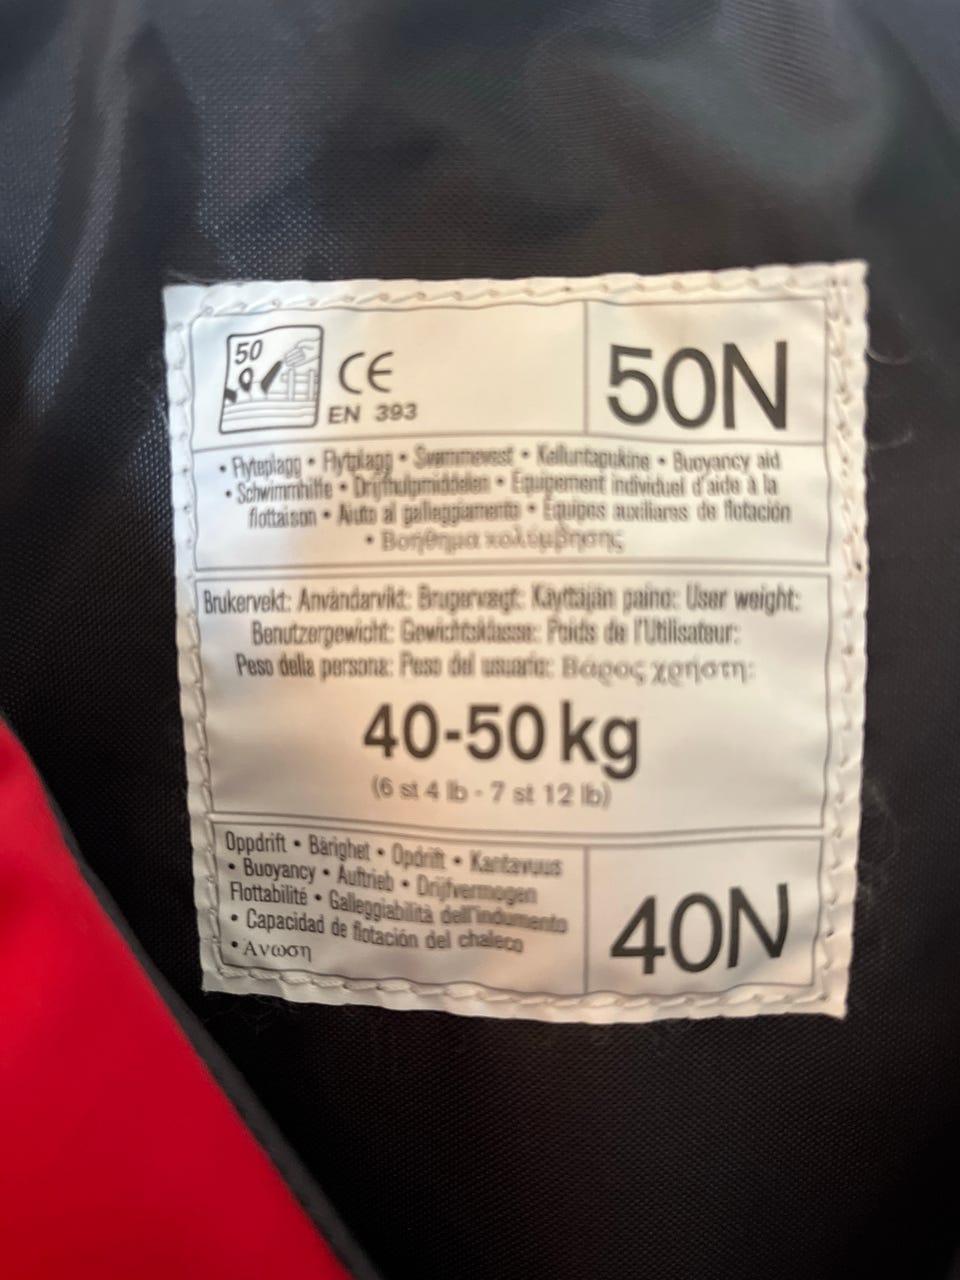 50
CE
EN 393
50N
• Flyteplagg • Flytplagg • Svømmevest • Kelluntapukine • Buoyancy aid
• Schwimmhilfe • Drijfhulpmiddelen • Equipement individuel d'aide à la
flottaison • Aiuto al galleggiamento • Equipos auxiliares de flotación
• Βοήθημα κολύμβησης
Brukervekt: Användarvikt: Brugervægt: Käyttäjän paino: User weight:
Benutzergewicht: Gewichtsklasse: Poids de l'Utilisateur:
Peso della persona: Peso del usuario: Βάρος χρήστη:
40-50 kg
(6 st 4 lb - 7 st 12 lb)
Oppdrift • Bärighet • Opdrift • Kantavuus
• Buoyancy • Auftrieb • Drijfvermogen
Flottabilité • Galleggiabilità dell'indumento
• Capacidad de flotación del chaleco
• Άνωση
40N